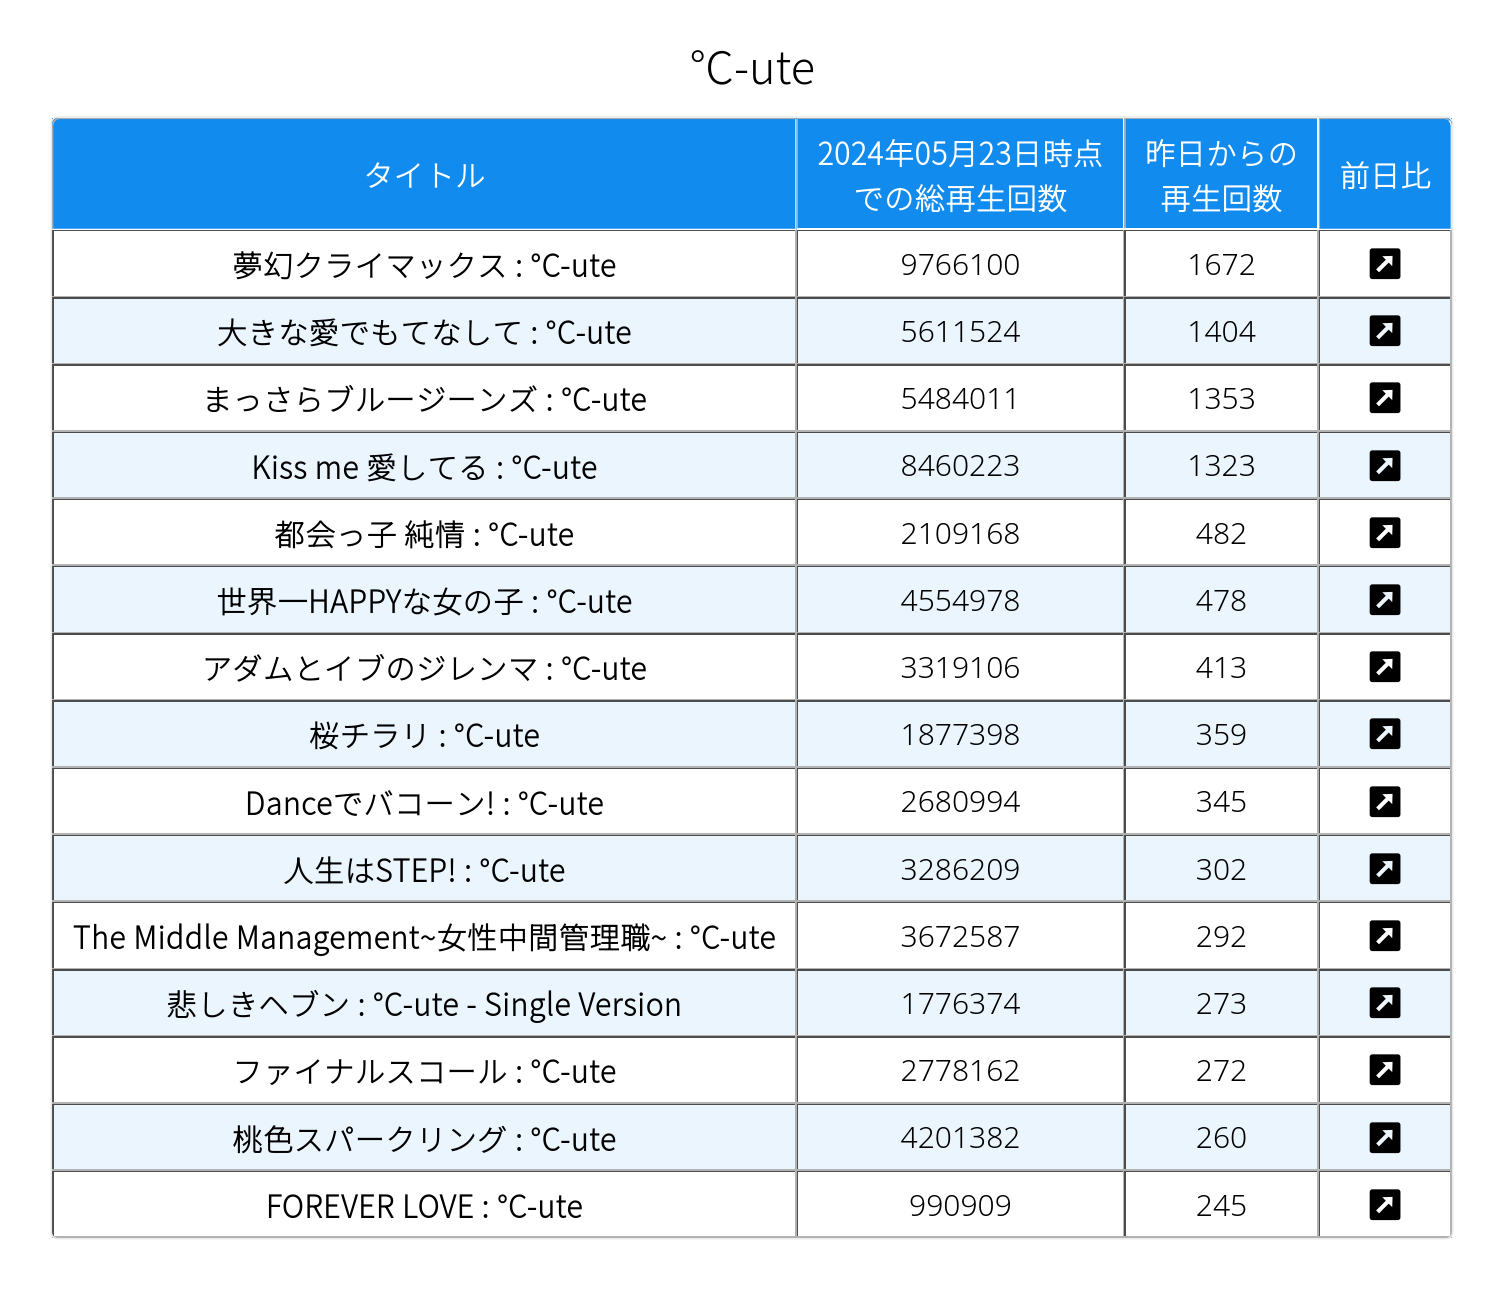 ℃-ute
タイトル 2024年05月23日時点での総再生回数 昨日からの再生回数 前日比
夢幻クライマックス : ℃-ute 9766100 1672
大きな愛でもてなして : ℃-ute 5611524 1404
まっさらブルージーンズ : ℃-ute 5484011 1353
Kiss me 愛してる : ℃-ute 8460223 1323
都会っ子 純情 : ℃-ute 2109168 482
世界一HAPPYな女の子 : ℃-ute 4554978 478
アダムとイブのジレンマ : ℃-ute 3319106 413
桜チラリ : ℃-ute 1877398 359
Danceでバコーン! : ℃-ute 2680994 345
人生はSTEP! : ℃-ute 3286209 302
The Middle Management~女性中間管理職~ : ℃-ute 3672587 292
悲しきヘブン : ℃-ute - Single Version 1776374 273
ファイナルスコール : ℃-ute 2778162 272
桃色スパークリング : ℃-ute 4201382 260
FOREVER LOVE : ℃-ute 990909 245